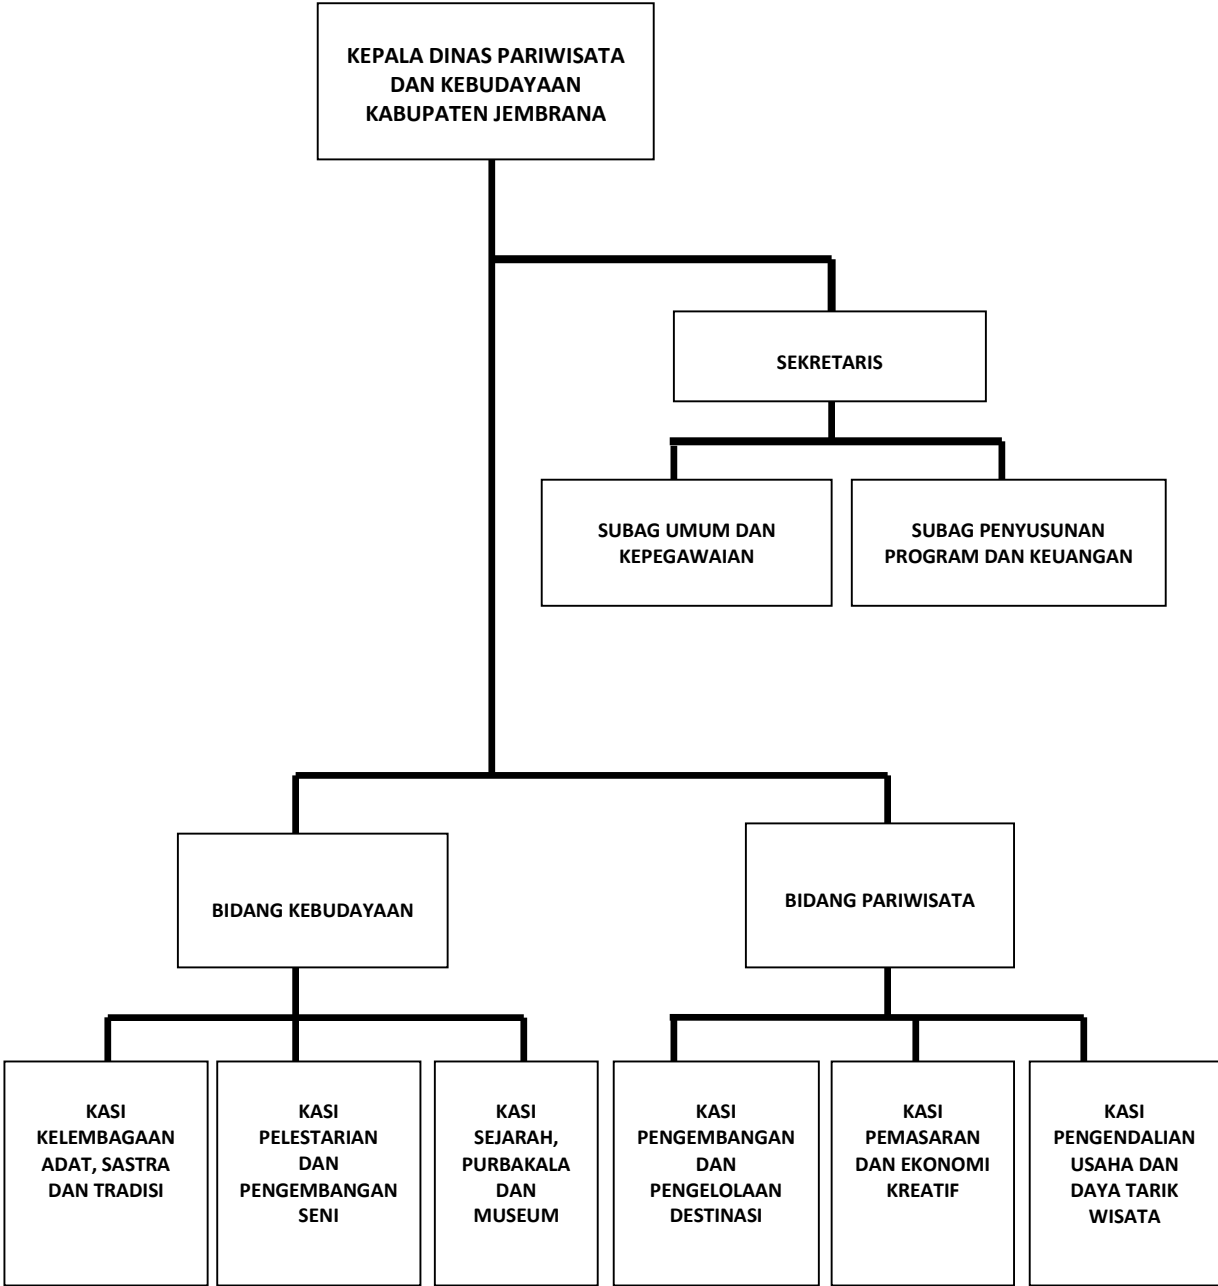 KEPALA DINAS PARIWISATA
DAN KEBUDAYAAN
KABUPATEN JEMBRANA
SEKRETARIS
SUBAG UMUM DAN
KEPEGAWAIAN
SUBAG PENYUSUNAN
PROGRAM DAN KEUANGAN
BIDANG KEBUDAYAAN
BIDANG PARIWISATA
KASI
KELEMBAGAAN
ADAT, SASTRA
DAN TRADISI
KASI
PELESTARIAN
DAN
PENGEMBANGAN
SENI
KASI
SEJARAH,
PURBAKALA
DAN
MUSEUM
KASI
PENGEMBANGAN
DAN
PENGELOLAAN
DESTINASI
KASI
PEMASARAN
DAN EKONOMI
KREATIF
KASI
PENGENDALIAN
USAHA DAN
DAYA TARIK
WISATA